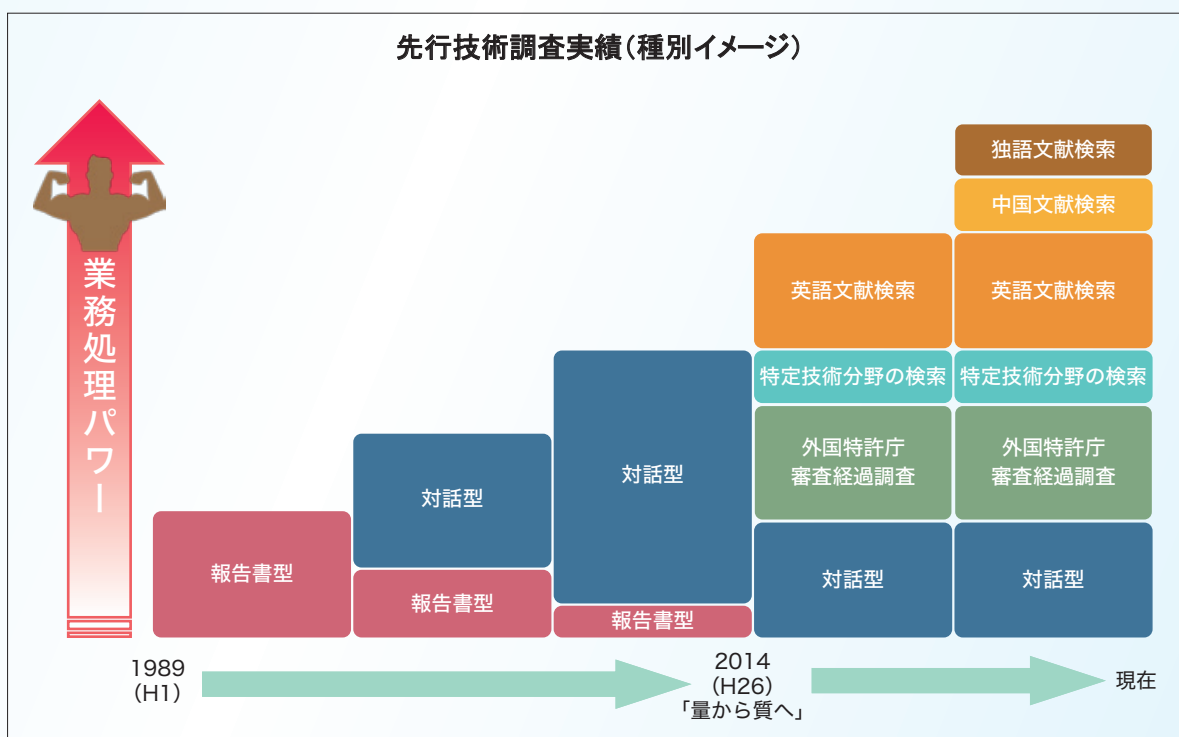 先行技術調査実績（種別イメージ）
業務処理パワー
報告書型
対話型
報告書型
対話型
報告書型
英語文献検索
特定技術分野の検索
外国特許庁
審査経過調査
対話型
独語文献検索
中国文献検索
英語文献検索
特定技術分野の検索
外国特許庁
審査経過調査
対話型
1989
（H1）
2014
（H26）
「量から質へ」
現在